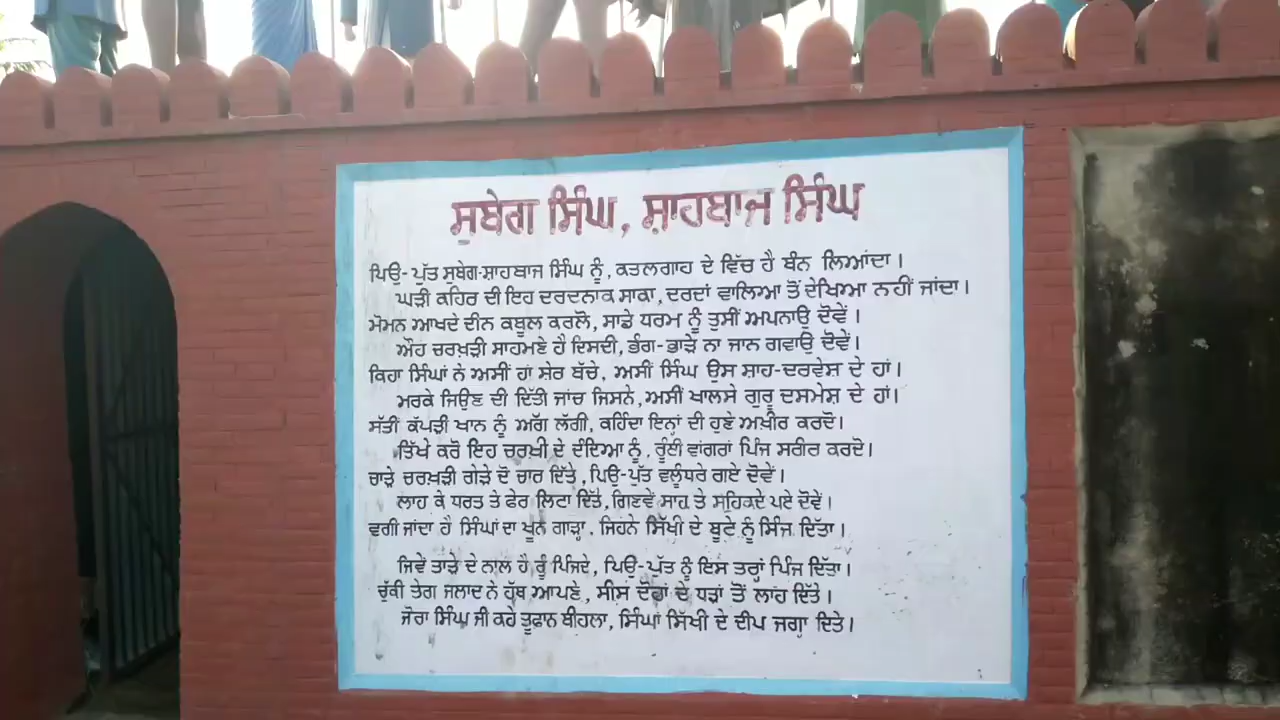 ਸੁਬੇਗ ਸਿੰਘ, ਸ਼ਾਹਬਾਜ ਸਿੰਘ
ਪਿਉ-ਪੁੱਤ ਸੁਬੇਗ-ਸ਼ਾਹਬਾਜ ਸਿੰਘ ਨੂੰ, ਕਤਲਗਾਹ ਦੇ ਵਿੱਚ ਹੈ ਬੰਨ ਲਿਆਂਦਾ।
ਘੜੀ ਕਹਿਰ ਦੀ ਇਹ ਦਰਦਨਾਕ ਸਾਕਾ, ਦਰਦਾਂ ਵਾਲਿਆ ਤੋਂ ਦੇਖਿਆ ਨਹੀਂ ਜਾਂਦਾ।
ਮੋਮਨ ਆਖਦੇ ਦੀਨ ਕਬੂਲ ਕਰਲੋ, ਸਾਡੇ ਧਰਮ ਨੂੰ ਤੁਸੀਂ ਅਪਨਾਉ ਦੋਵੇਂ।
ਔਹ ਚਰਖੜੀ ਸਾਹਮਣੇ ਹੈ ਦਿਸਦੀ, ਭੰਗ-ਭਾੜੇ ਨਾ ਜਾਨ ਗਵਾਉ ਦੋਵੇਂ।
ਕਿਹਾ ਸਿੰਘਾਂ ਨੇ ਅਸੀਂ ਹਾਂ ਸ਼ੇਰ ਬੱਚੇ, ਅਸੀਂ ਸਿੰਘ ਉਸ ਸ਼ਾਹ-ਦਰਵੇਸ਼ ਦੇ ਹਾਂ।
ਮਰਕੇ ਜਿਉਣ ਦੀ ਦਿੱਤੀ ਜਾਂਚ ਜਿਸਨੇ, ਅਸੀਂ ਖਾਲਸੇ ਗੁਰੂ ਦਸਮੇਸ਼ ਦੇ ਹਾਂ।
ਸੱਤੀਂ ਕੱਪੜੀ ਖਾਨ ਨੂੰ ਅੱਗ ਲੱਗੀ, ਕਹਿੰਦਾ ਇਨ੍ਹਾਂ ਦੀ ਹੁਣੇ ਅਖ਼ੀਰ ਕਰਦੋ।
ਤਿੱਖੇ ਕਰੋ ਇਹ ਚਰਖ਼ੀ ਦੇ ਦੰਦਿਆ ਨੂੰ, ਰੂੰਈ ਵਾਂਗਰਾਂ ਪਿੰਜ ਸਰੀਰ ਕਰਦੋ।
ਚਾੜ੍ਹੇ ਚਰਖੜੀ ਗੇੜੇ ਦੋ ਚਾਰ ਦਿੱਤੇ, ਪਿਉ-ਪੁੱਤ ਵਲੂੰਧਰੇ ਗਏ ਦੋਵੇਂ।
ਲਾਹ ਕੇ ਧਰਤ ਤੇ ਫੇਰ ਲਿਟਾ ਦਿੱਤੇ, ਗਿਣਵੇਂ ਸਾਹ ਤੇ ਸਹਿਕਦੇ ਪਏ ਦੋਵੇਂ।
ਵਗੀ ਜਾਂਦਾ ਹੈ ਸਿੰਘਾਂ ਦਾ ਖੂਨ ਗਾੜ੍ਹਾ, ਜਿਹਨੇ ਸਿੱਖੀ ਦੇ ਬੂਟੇ ਨੂੰ ਸਿੰਜ ਦਿੱਤਾ।
ਜਿਵੇਂ ਤਾੜੇ ਦੇ ਨਾਲ ਹੈ ਰੂੰ ਪਿੰਜਦੇ, ਪਿਉ-ਪੁੱਤ ਨੂੰ ਇਸ ਤਰ੍ਹਾਂ ਪਿੰਜ ਦਿੱਤਾ।
ਚੁੱਕੀ ਤੇਗ ਜਲਾਦ ਨੇ ਹੱਥ ਆਪਣੇ, ਸੀਸ ਦੋਹਾਂ ਦੇ ਧੜਾਂ ਤੋਂ ਲਾਹ ਦਿੱਤੇ।
ਜੋਰਾ ਸਿੰਘ ਜੀ ਕਹੇ ਤੂਫਾਨ ਬੀਹਲਾ, ਸਿੰਘਾਂ ਸਿੱਖੀ ਦੇ ਦੀਪ ਜਗਾ ਦਿਤੇ।